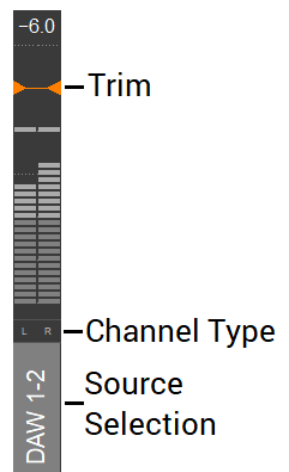 −6.0
Trim
L R
Channel Type
DAW 1-2
Source
Selection